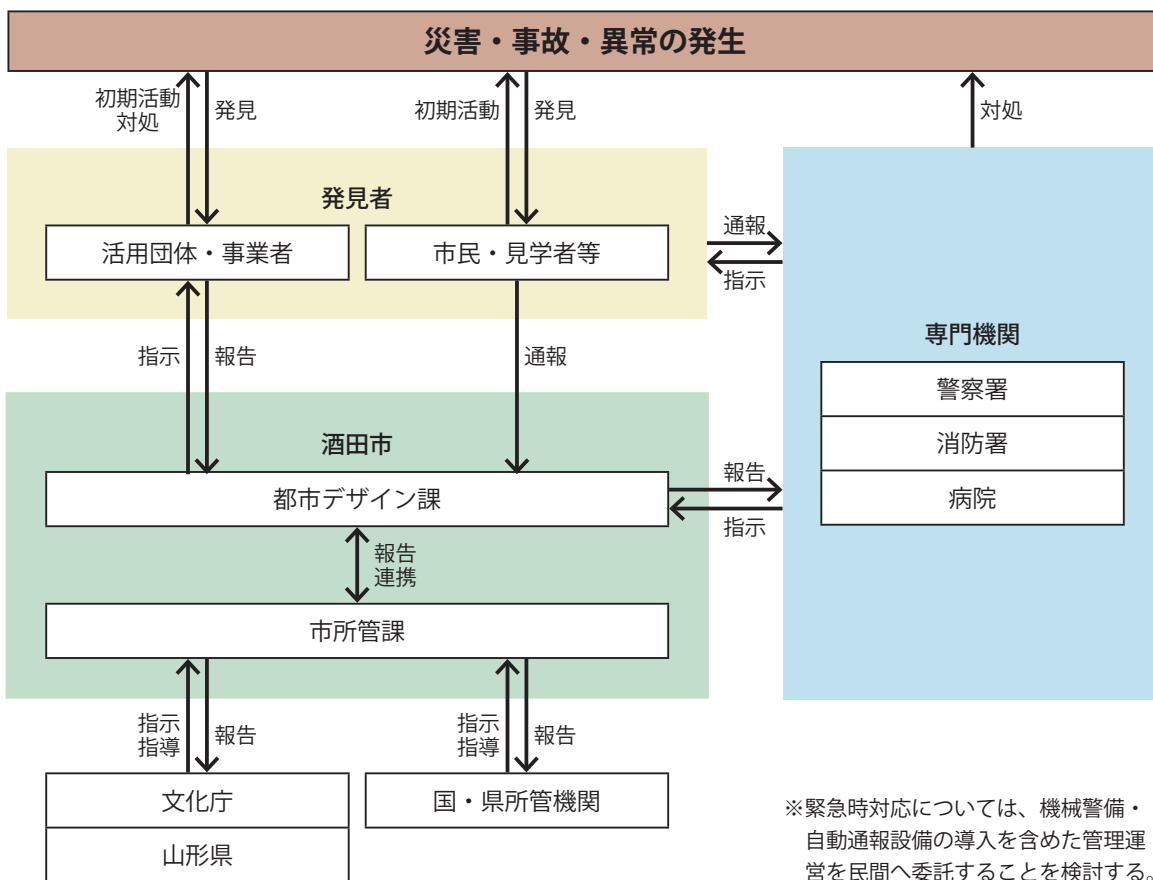 災害・事故・異常の発生
初期活動
対処
発見
初期活動
発見
対処
発見者
活用団体・事業者
市民・見学者等
通報
指示
指示
報告
通報
専門機関
警察署
消防署
病院
酒田市
都市デザイン課
報告
指示
報告
連携
市所管課
指示
指導
報告
指示
指導
報告
文化庁
山形県
国・県所管機関
※緊急時対応については、機械警備・
自動通報設備の導入を含めた管理運
営を民間へ委託することを検討する。